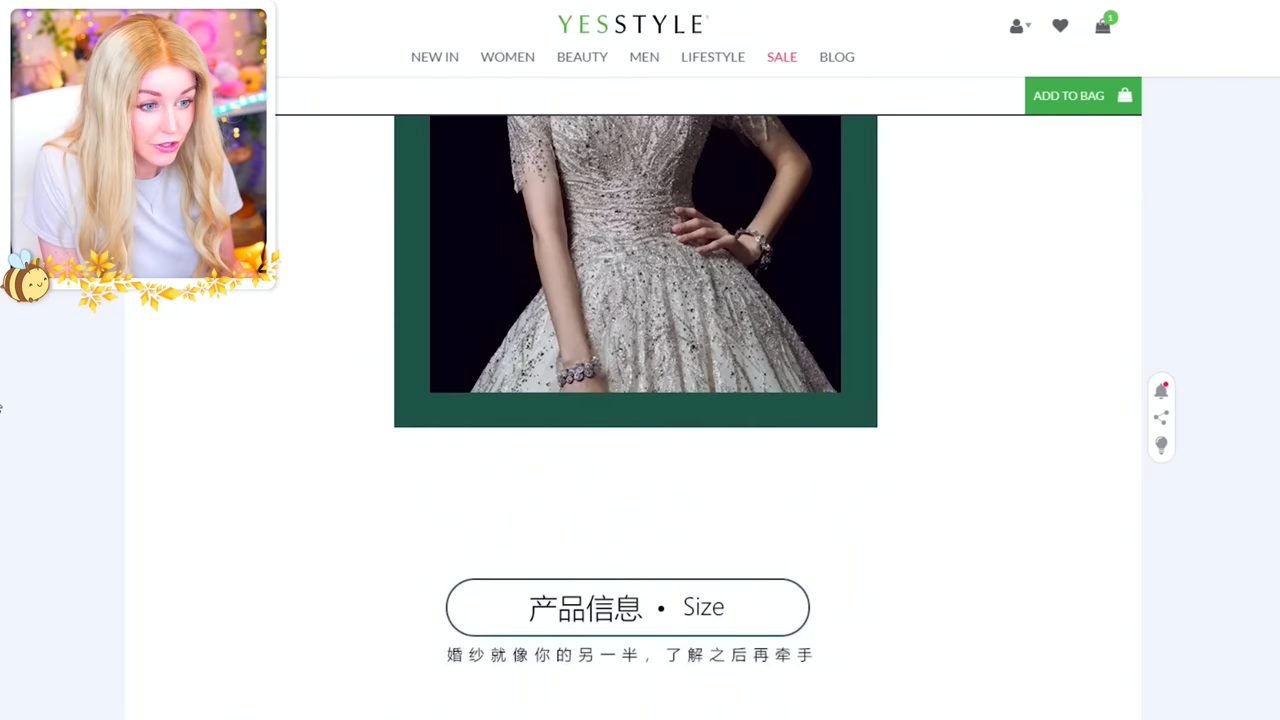 YESSTYLE
1
NEW IN WOMEN BEAUTY MEN LIFESTYLE SALE BLOG
ADD TO BAG
产品信息 • Size
婚纱就像你的另一半，了解之后再牵手